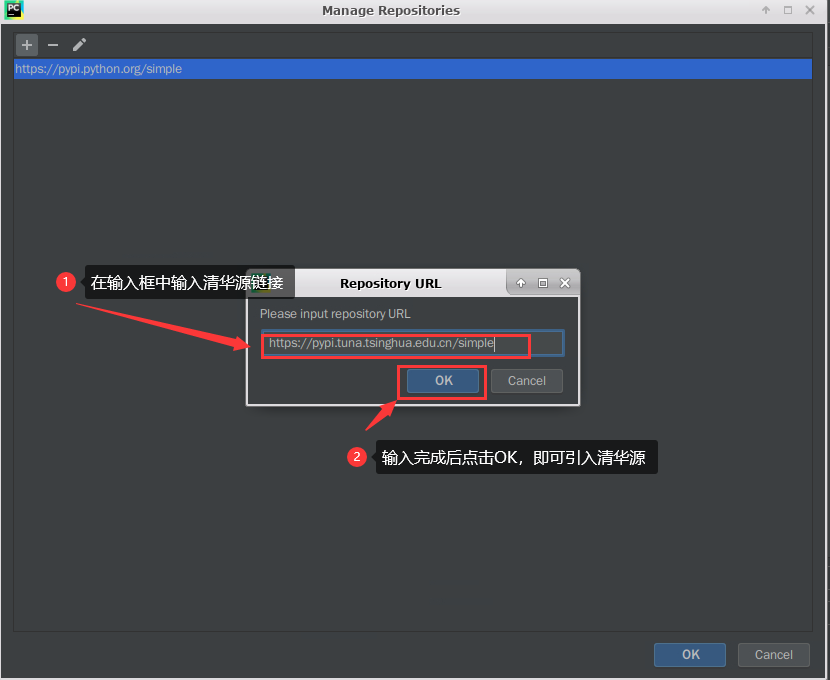 PC
Manage Repositories
https://pypi.python.org/simple
1
在输入框中输入清华源链接
Repository URL
Please input repository URL
https://pypi.tuna.tsinghua.edu.cn/simple
OK
Cancel
2
输入完成后点击OK，即可引入清华源
OK
Cancel